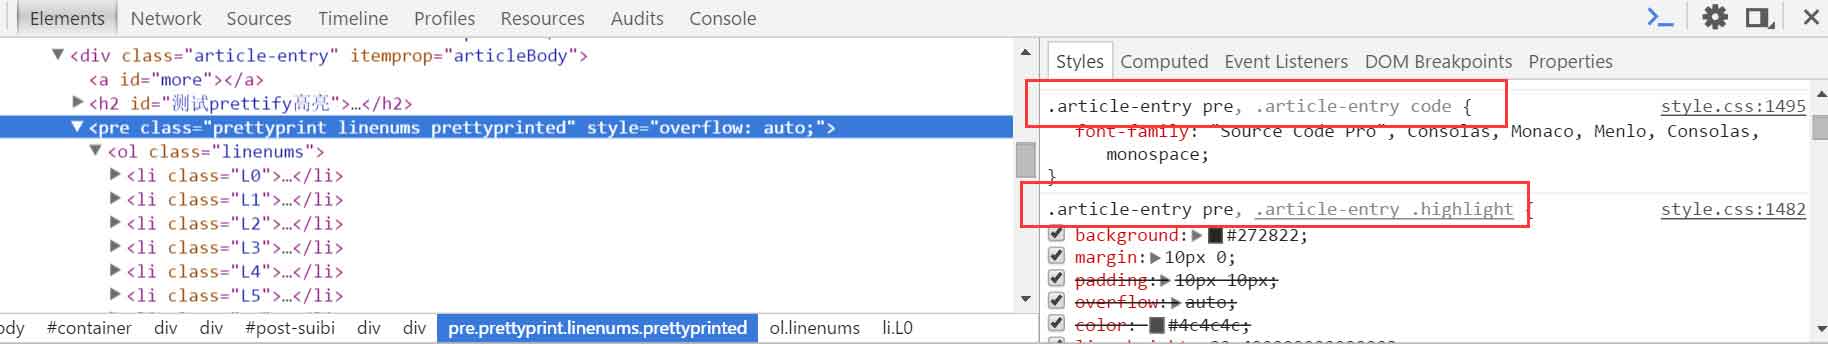 Elements Network Sources Timeline Profiles Resources Audits Console
<div class="article-entry" itemprop="articleBody">
<a id="more"></a>
<h2 id="测试prettify高亮">…</h2>
<pre class="prettyprint linenums prettyprinted" style="overflow: auto;">
<ol class="linenums">
<li class="L0">…</li>
<li class="L1">…</li>
<li class="L2">…</li>
<li class="L3">…</li>
<li class="L4">…</li>
<li class="L5">…</li>
ody #container div div #post-suibi div div pre.prettyprint.linenums.prettyprinted ol.linenums li.L0
Styles Computed Event Listeners DOM Breakpoints Properties
.article-entry pre, .article-entry code { style.css:1495
font-family: "Source Code Pro", Consolas, Monaco, Menlo, Consolas,
monospace;
}
.article-entry pre, .article-entry .highlight { style.css:1482
background: #272822;
margin: 10px 0;
padding: 10px 10px;
overflow: auto;
color: #4c4c4c;